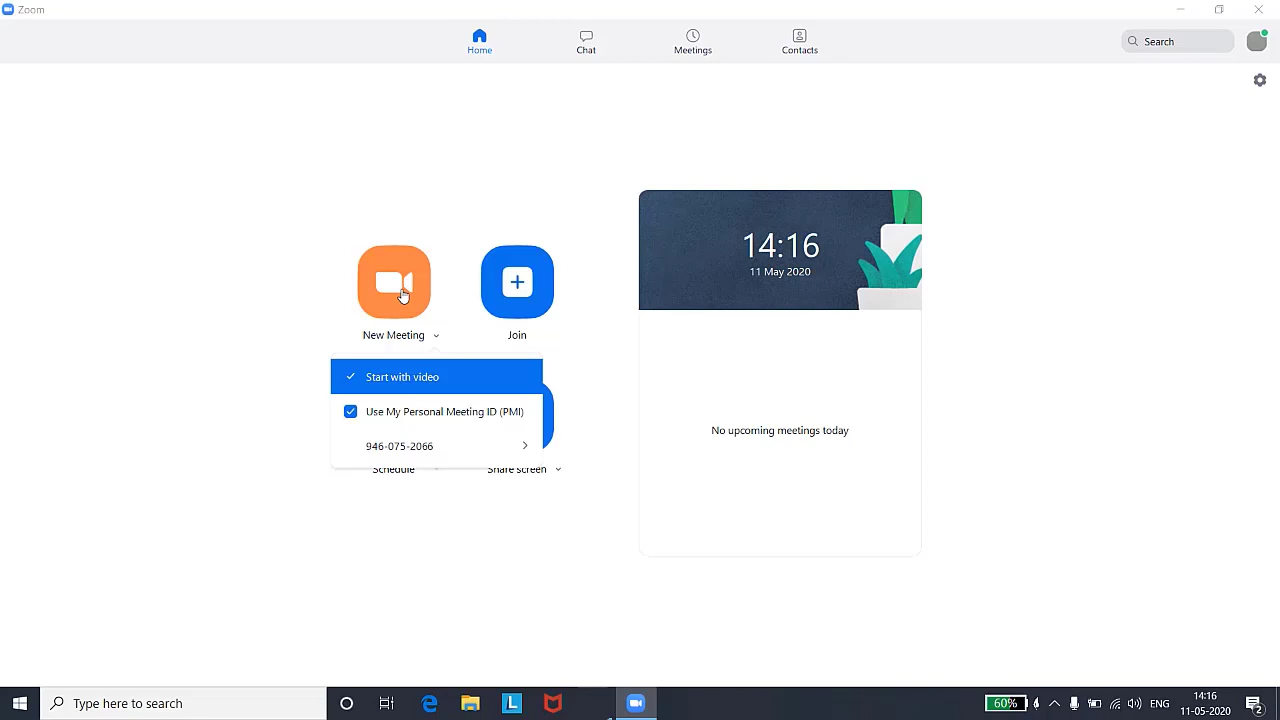 Zoom
Home
Chat
Meetings
Contacts
Search
14:16
11 May 2020
New Meeting
Join
Start with video
Use My Personal Meeting ID (PMI)
946-075-2066
Schedule
Share screen
No upcoming meetings today
Type here to search
L
60%
ENG
14:16
11-05-2020
2